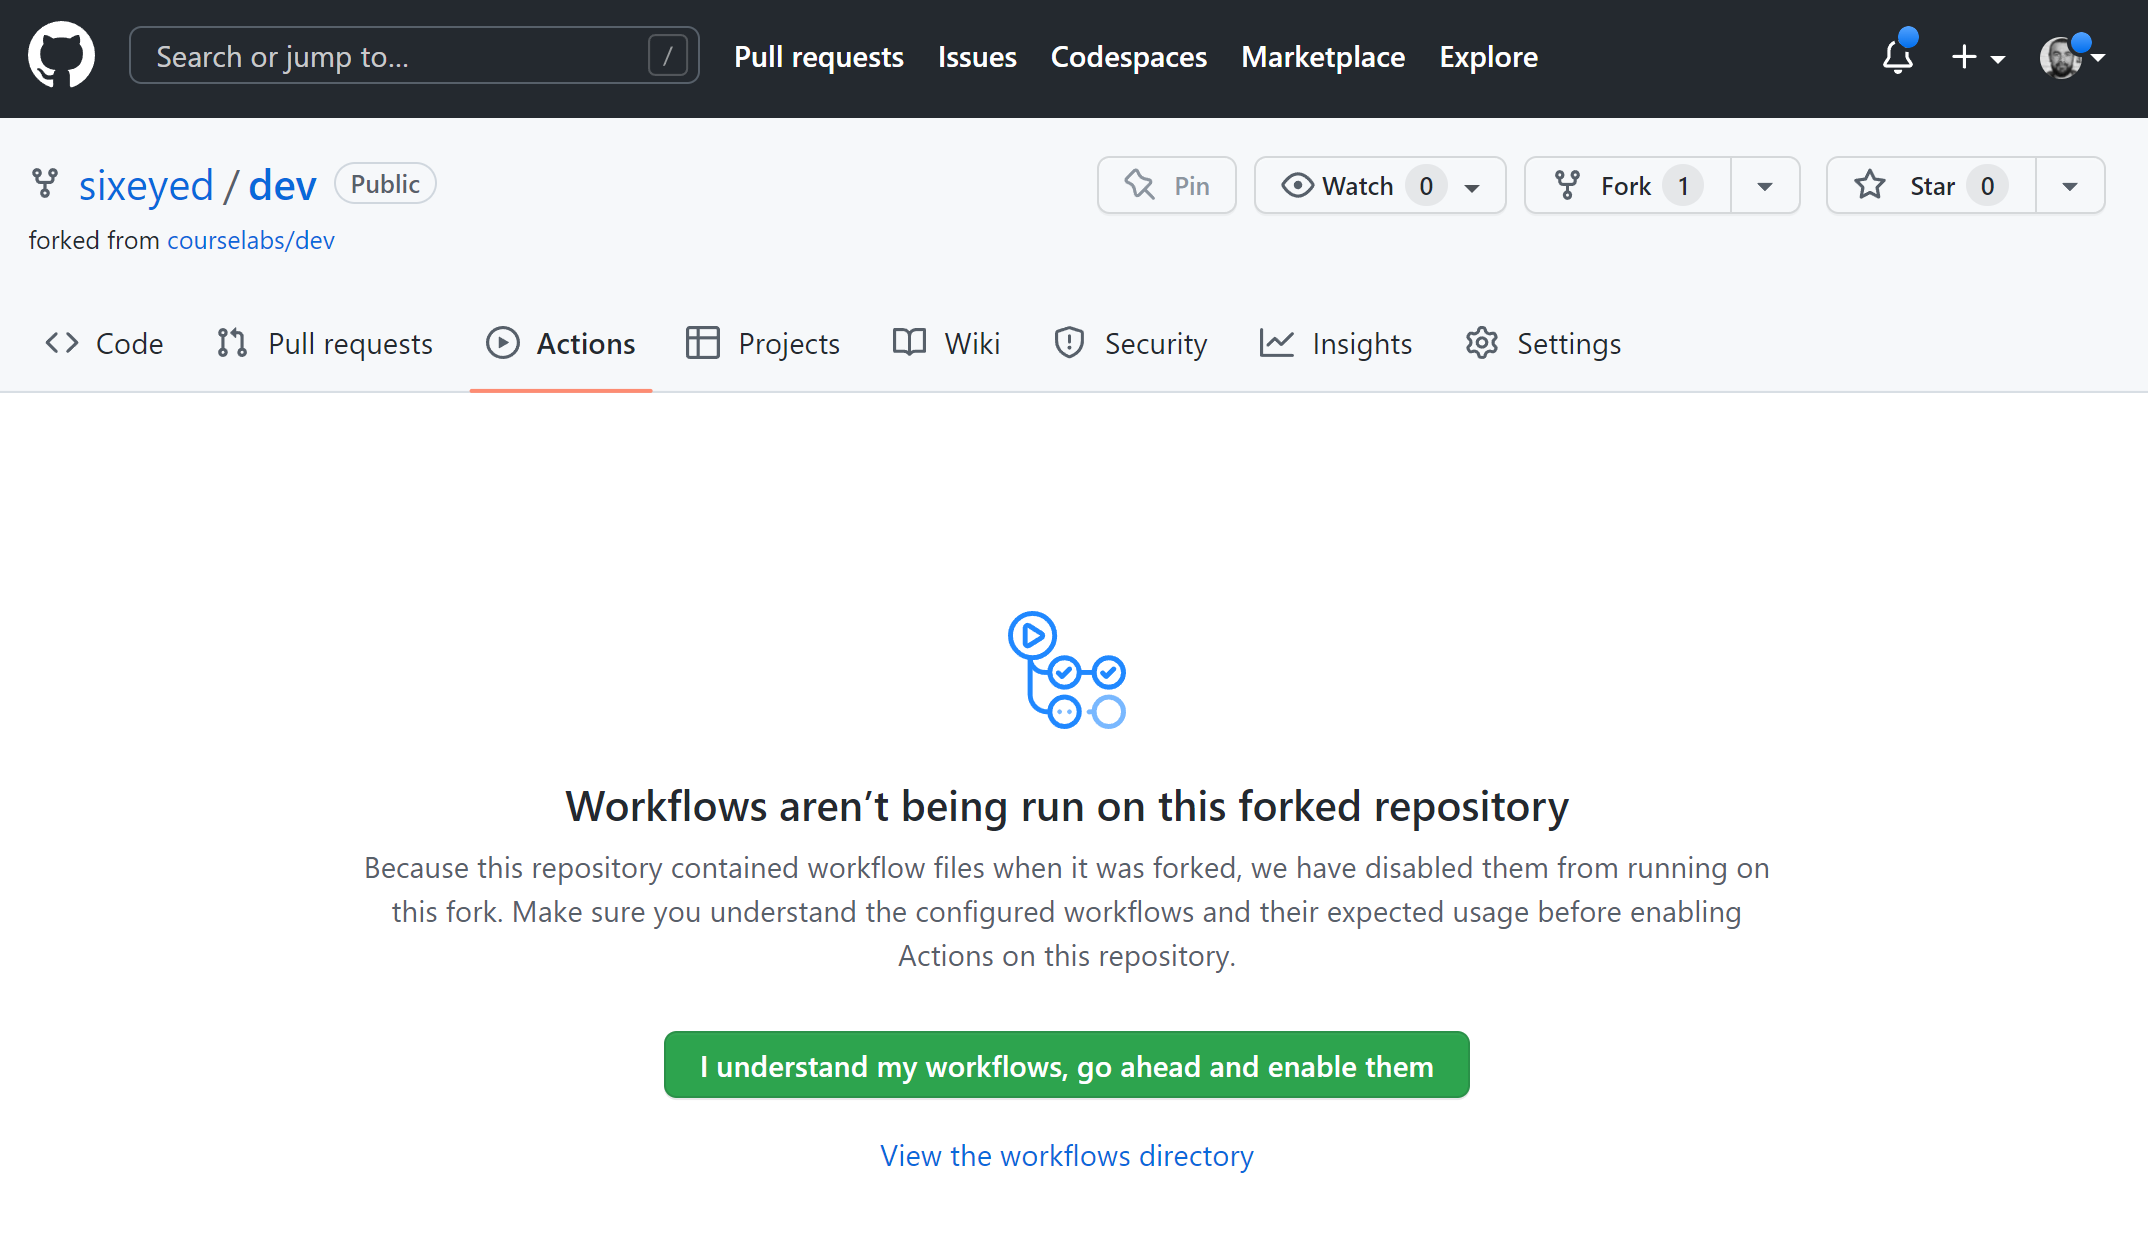 Search or jump to... / Pull requests Issues Codespaces Marketplace Explore
sixeyed / dev Public Pin Watch 0 Fork 1 Star 0
forked from courselabs/dev
Code Pull requests Actions Projects Wiki Security Insights Settings
Workflows aren’t being run on this forked repository
Because this repository contained workflow files when it was forked, we have disabled them from running on
this fork. Make sure you understand the configured workflows and their expected usage before enabling
Actions on this repository.
I understand my workflows, go ahead and enable them
View the workflows directory